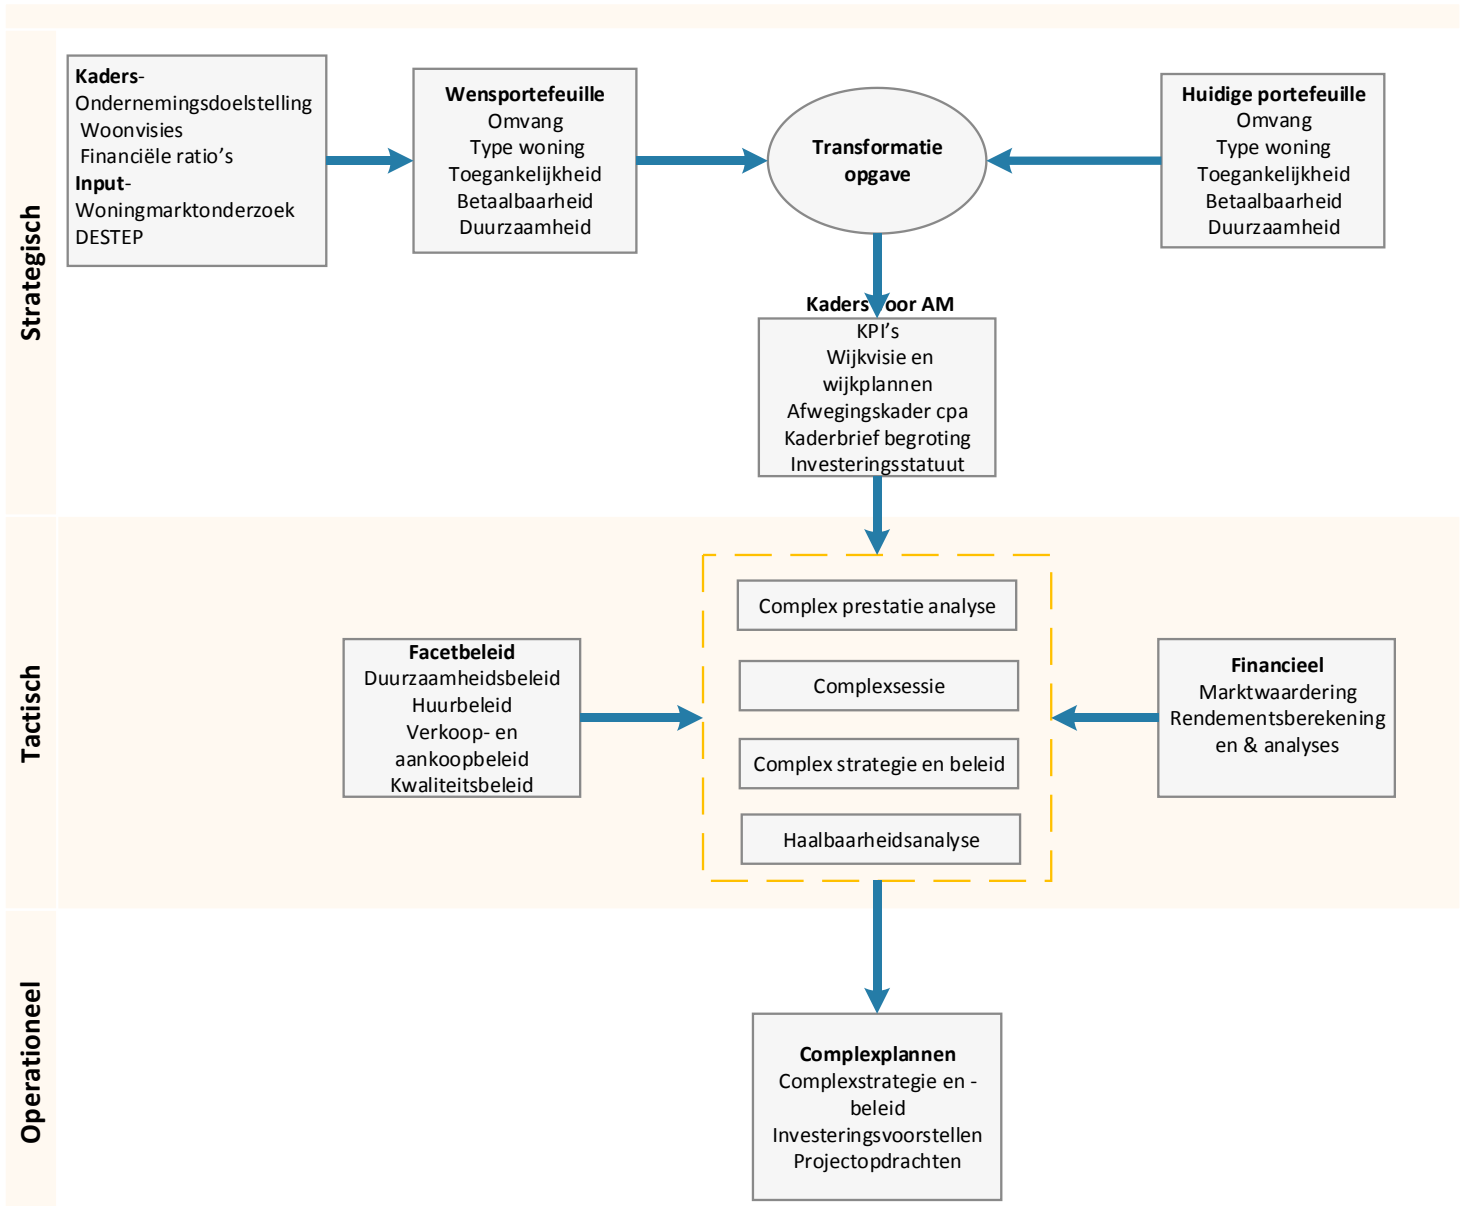 Strategisch
Kaders-
Ondernemingsdoelstelling
Woonvisies
Financiële ratio's
Input-
Woningmarktonderzoek
DESTEP
Wensportefeuille
Omvang
Type woning
Toegankelijkheid
Betaalbaarheid
Duurzaamheid
Transformatie
opgave
Huidige portefeuille
Omvang
Type woning
Toegankelijkheid
Betaalbaarheid
Duurzaamheid
Kaders voor AM
KPI's
Wijkvisie en
wijkplannen
Afwegingskader cpa
Kaderbrief begroting
Investeringsstatuut
Tactisch
Facetbeleid
Duurzaamheidsbeleid
Huurbeleid
Verkoop- en
aankoopbeleid
Kwaliteitsbeleid
Complex prestatie analyse
Complexsessie
Complex strategie en beleid
Haalbaarheidsanalyse
Financieel
Marktwaardering
Rendementsberekening
en & analyses
Operationeel
Complexplannen
Complexstrategie en -
beleid
Investeringsvoorstellen
Projectopdrachten